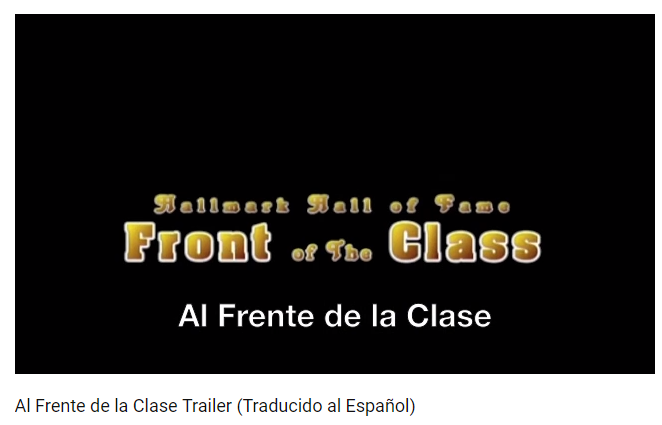 Hallmark Hall of Fame
Front of The Class
Al Frente de la Clase
Al Frente de la Clase Trailer (Traducido al Español)